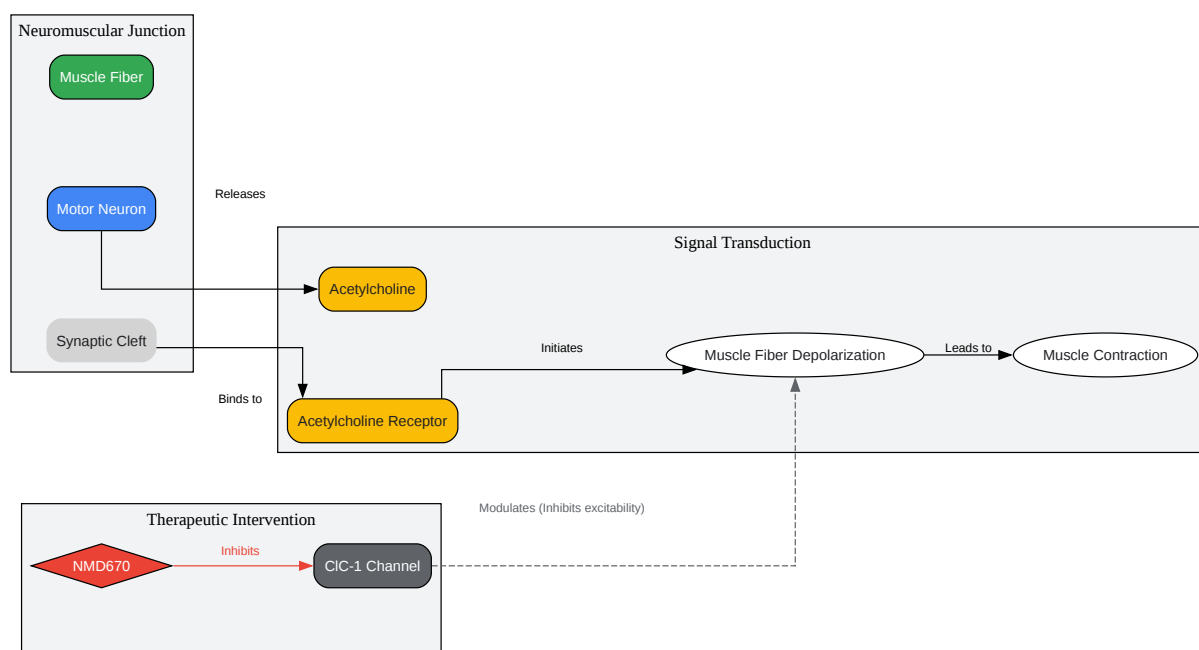 Neuromuscular Junction
Muscle Fiber
Motor Neuron
Releases
Signal Transduction
Acetylcholine
Synaptic Cleft
Initiates
Muscle Fiber Depolarization
Leads to
Muscle Contraction
Binds to
Acetylcholine Receptor
Modulates (Inhibits excitability)
Therapeutic Intervention
NMD670
Inhibits
ClC-1 Channel